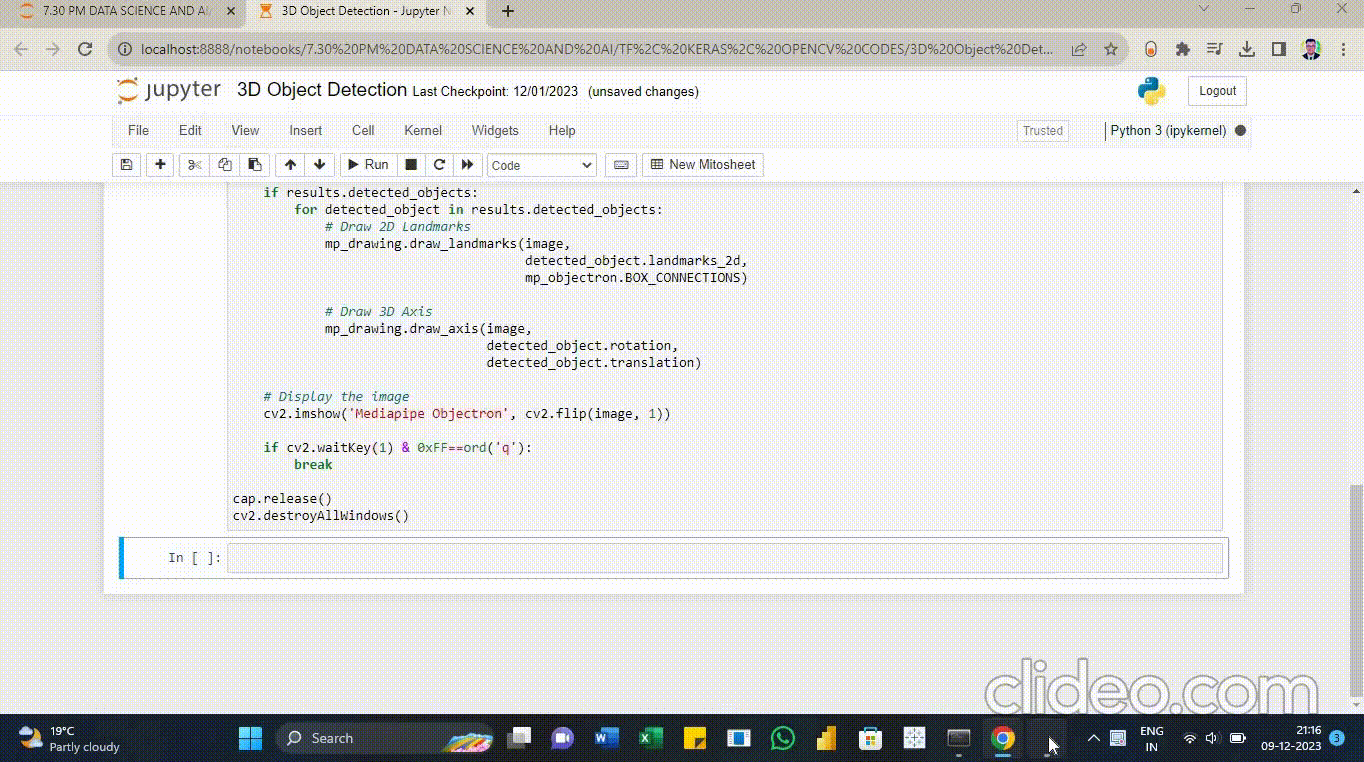 7.30 PM DATA SCIENCE AND AI
3D Object Detection - Jupyter N
localhost:8888/notebooks/7.30%20PM%20DATA%20SCIENCE%20AND%20AI/TF%2C%20KERAS%2C%20OPENCV%20CODES/3D%20Object%20Det...
jupyter 3D Object Detection Last Checkpoint: 12/01/2023 (unsaved changes)
Logout
File Edit View Insert Cell Kernel Widgets Help
Trusted
Python 3 (ipykernel)
Run Code New Mitosheet
if results.detected_objects:
for detected_object in results.detected_objects:
# Draw 2D Landmarks
mp_drawing.draw_landmarks(image,
detected_object.landmarks_2d,
mp_objectron.BOX_CONNECTIONS)
# Draw 3D Axis
mp_drawing.draw_axis(image,
detected_object.rotation,
detected_object.translation)
# Display the image
cv2.imshow('Mediapipe Objectron', cv2.flip(image, 1))
if cv2.waitKey(1) & 0xFF==ord('q'):
break
cap.release()
cv2.destroyAllWindows()
In [ ]:
clideo.com
19°C
Partly cloudy
Search
ENG
IN
21:16
09-12-2023
3